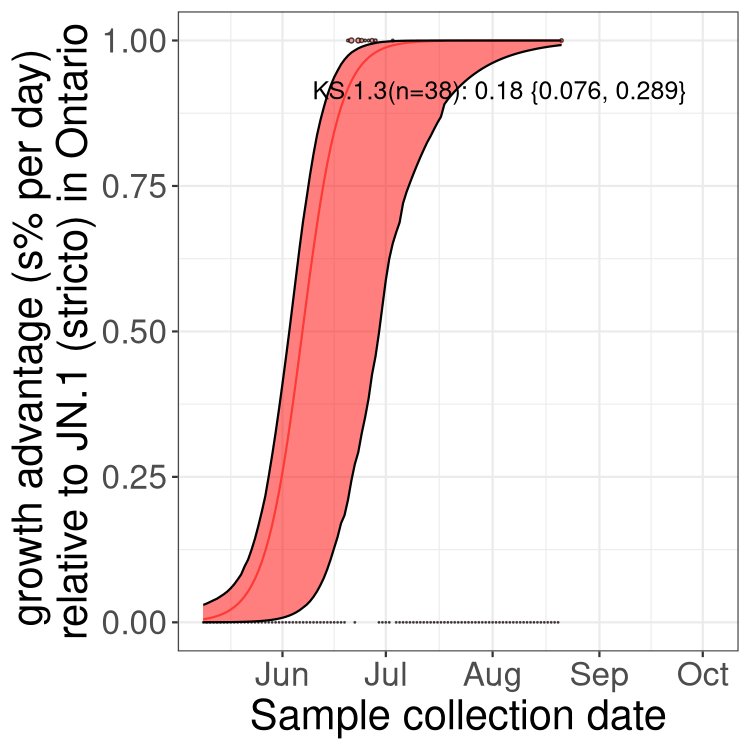 growth advantage (s% per day)
relative to JN.1 (stricto) in Ontario
1.00
0.75
0.50
0.25
0.00
KS.1.3(n=38): 0.18 {0.076, 0.289}
Jun Jul Aug Sep Oct
Sample collection date